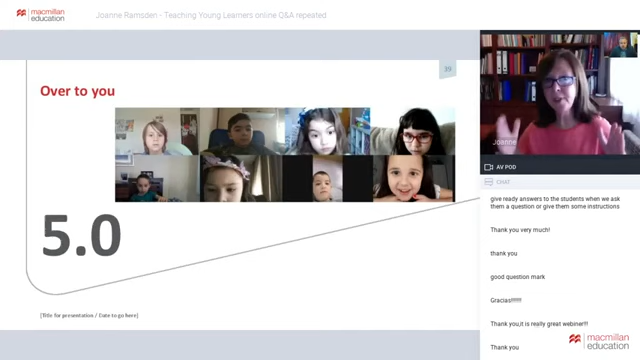 macmillan
education
Joanne Ramsden - Teaching Young Learners online Q&A repeated
35
Over to you
5.0
[Title for presentation / Date to go here]
Joanne
AV POD
CHAT
give ready answers to the students when we ask
them a question or give them some instructions
Thank you very much!
thank you
good question mark
Gracias!!!!!!!
Thank you,it is really great webiner!!!
Thank you
macmillan
education